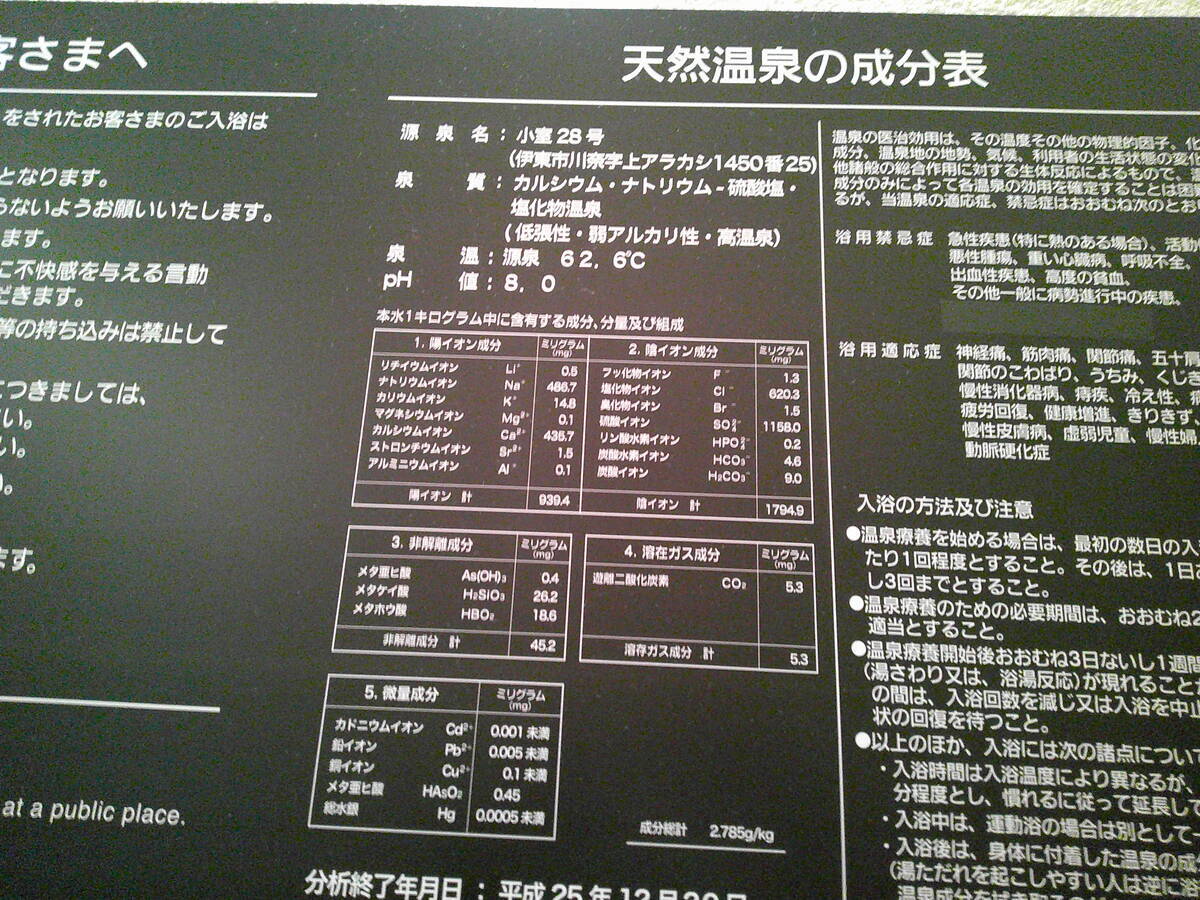 客さまへ
をされたお客さまのご入浴は
となります。
らないようお願いいたします。
ます。
に不快感を与える言動
だきます。
等の持ち込みは禁止して
につきましては、
い。
い。
ます。
at a public place.
天然温泉の成分表
源泉名：小室28号
(伊東市川奈字上アラカシ1450番25)
泉質：カルシウム・ナトリウム-硫酸塩・
塩化物温泉
(低張性・弱アルカリ性・高温泉)
泉温：源泉 62．6℃
pH値：8．0
本水1キログラム中に含有する成分、分量及び組成
1. 陽イオン成分 ミリグラム(mg)
リチイウムイオン Li⁺ 0.5
ナトリウムイオン Na⁺ 486.7
カリウムイオン K⁺ 14.8
マグネシウムイオン Mg²⁺ 0.1
カルシウムイオン Ca²⁺ 435.7
ストロンチウムイオン Sr²⁺ 1.5
アルミニウムイオン Al⁺ 0.1
陽イオン 計 939.4
2. 陰イオン成分 ミリグラム(mg)
フッ化物イオン F⁻ 1.3
塩化物イオン Cl⁻ 620.3
臭化物イオン Br⁻ 1.5
硫酸イオン SO₄²⁻ 1158.0
リン酸水素イオン HPO₄²⁻ 0.2
炭酸水素イオン HCO₃⁻ 4.6
炭酸イオン H₂CO₃⁻ 9.0
陰イオン 計 1794.9
3. 非解離成分 ミリグラム(mg)
メタ亜ヒ酸 As(OH)₃ 0.4
メタケイ酸 H₂SiO₃ 26.2
メタホウ酸 HBO₂ 18.6
非解離成分 計 45.2
4. 溶在ガス成分 ミリグラム(mg)
遊離二酸化炭素 CO₂ 5.3
溶存ガス成分 計 5.3
5. 微量成分 ミリグラム(mg)
カドニウムイオン Cd²⁺ 0.001未満
鉛イオン Pb²⁺ 0.005未満
銅イオン Cu²⁺ 0.1未満
メタ亜ヒ酸 HAsO₂ 0.45
総水銀 Hg 0.0005未満
成分総計 2.785g/kg
分析終了年月日：平成25年12月
温泉の医治効用は、その温度その他の物理的因子、化
成分、温泉地の地勢、気候、利用者の生活状態の変化
他諸般の総合作用に対する生体反応によるもので、
成分のみによって各温泉の効用を確定することは困
るが、当温泉の適応症、禁忌症はおおむね次のとお
浴用禁忌症 急性疾患(特に熱のある場合)、活動
悪性腫瘍、重い心臓病、呼吸不全、
出血性疾患、高度の貧血、
その他一般に病勢進行中の疾患。
浴用適応症 神経痛、筋肉痛、関節痛、五十肩
関節のこわばり、うちみ、くじき
慢性消化器病、痔疾、冷え性、病
疲労回復、健康増進、きりきず、
慢性皮膚病、虚弱児童、慢性婦
動脈硬化症
入浴の方法及び注意
●温泉療養を始める場合は、最初の数日の入
たり1回程度とすること。その後は、1日
し3回までとすること。
●温泉療養のための必要期間は、おおむね2
適当とすること。
●温泉療養開始後おおむね3日ないし1週間
(湯さわり又は、浴湯反応)が現れること
の間は、入浴回数を減じ又は入浴を中止
状の回復を待つこと。
●以上のほか、入浴には次の諸点につい
・入浴時間は入浴温度により異なるが、
分程度とし、慣れるに従って延長し
・入浴中は、運動浴の場合は別として
・入浴後は、身体に付着した温泉の成
(湯ただれを起こしやすい人は逆に浴